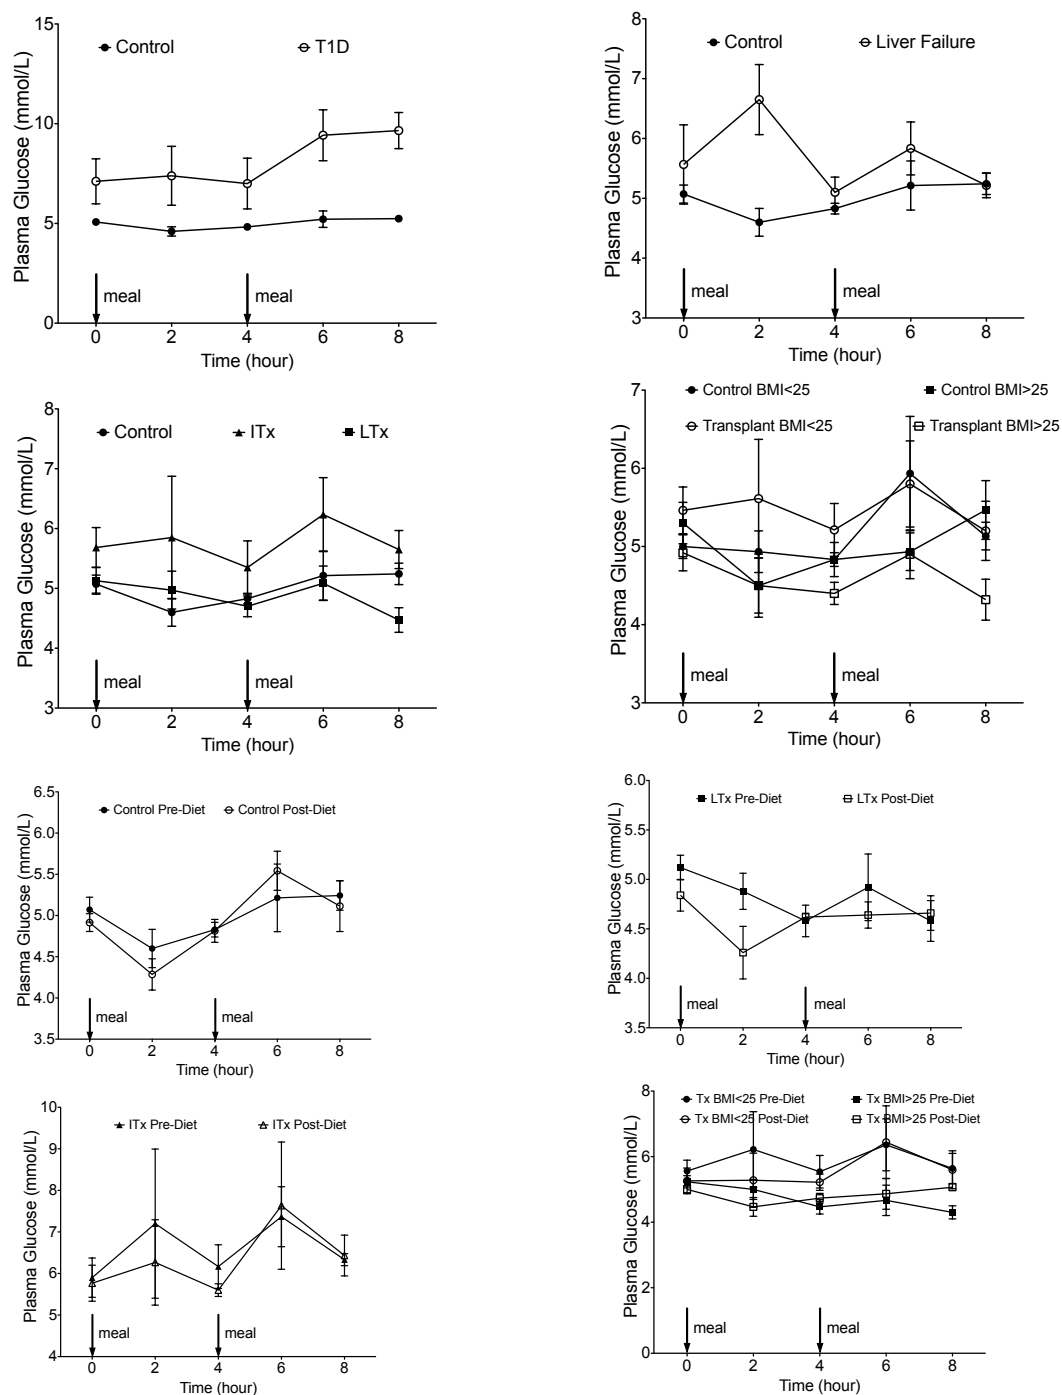 Plasma Glucose (mmol/L)
15
10
5
0
Control
T1D
meal
meal
0 2 4 6 8
Time (hour)
Plasma Glucose (mmol/L)
8
7
6
5
4
3
Control
Liver Failure
meal
meal
0 2 4 6 8
Time (hour)
Plasma Glucose (mmol/L)
8
7
6
5
4
3
Control
ITx
LTx
meal
meal
0 2 4 6 8
Time (hour)
Plasma Glucose (mmol/L)
7
6
5
4
3
Control BMI<25
Control BMI>25
Transplant BMI<25
Transplant BMI>25
meal
meal
0 2 4 6 8
Time (hour)
Plasma Glucose (mmol/L)
6.5
6.0
5.5
5.0
4.5
4.0
3.5
Control Pre-Diet
Control Post-Diet
meal
meal
0 2 4 6 8
Time (hour)
Plasma Glucose (mmol/L)
6.0
5.5
5.0
4.5
4.0
3.5
LTx Pre-Diet
LTx Post-Diet
meal
meal
0 2 4 6 8
Time (hour)
Plasma Glucose (mmol/L)
10
9
8
7
6
5
4
ITx Pre-Diet
ITx Post-Diet
meal
meal
0 2 4 6 8
Time (hour)
Plasma Glucose (mmol/L)
8
6
4
2
0
Tx BMI<25 Pre-Diet
Tx BMI>25 Pre-Diet
Tx BMI<25 Post-Diet
Tx BMI>25 Post-Diet
meal
meal
0 2 4 6 8
Time (hour)